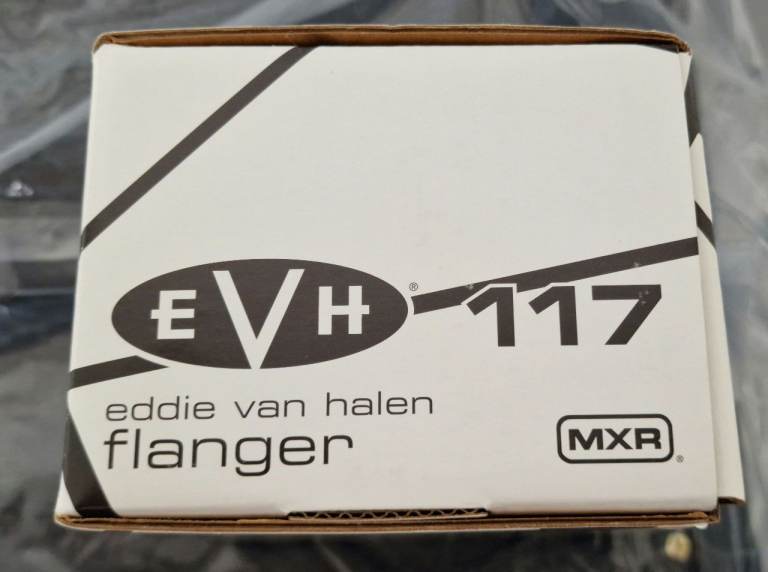 EVH® 117
eddie van halen
flanger
MXR®